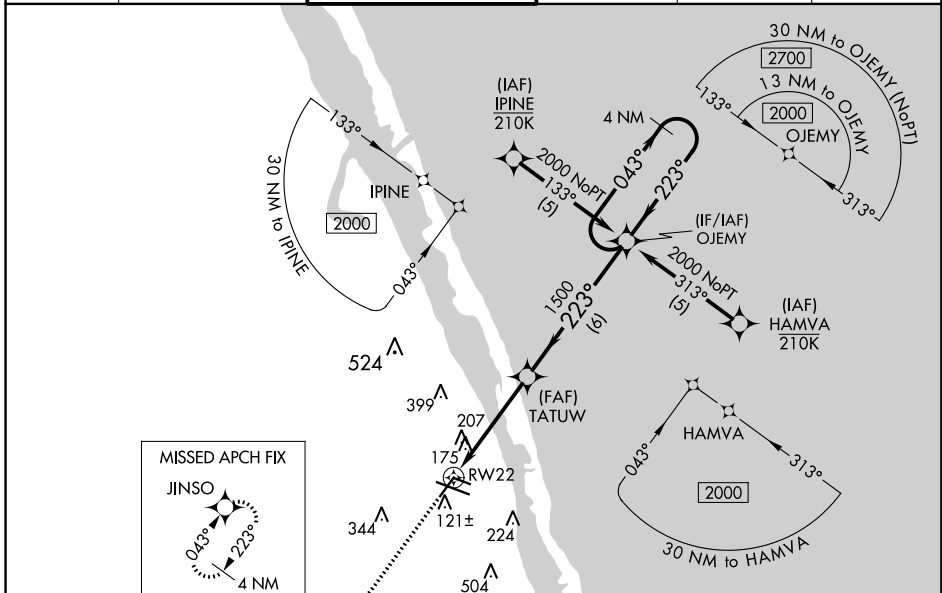 30 NM to OJEMY (NoPT)
2700
13 NM to OJEMY
2000
133°
OJEMY
313°
(IAF)
IPINE
210K
4 NM
043°
223°
2000 NoPT
133°
(5)
133°
IPINE
30 NM to IPINE
2000
043°
(IF/IAF)
OJEMY
2000 NoPT
313°
(5)
(IAF)
HAMVA
210K
1500
223°
(6)
524
(FAF)
TATUW
399
207
175
RW22
HAMVA
043°
313°
2000
30 NM to HAMVA
MISSED APCH FIX
JINSO
043°
223°
4 NM
344
121±
224
504